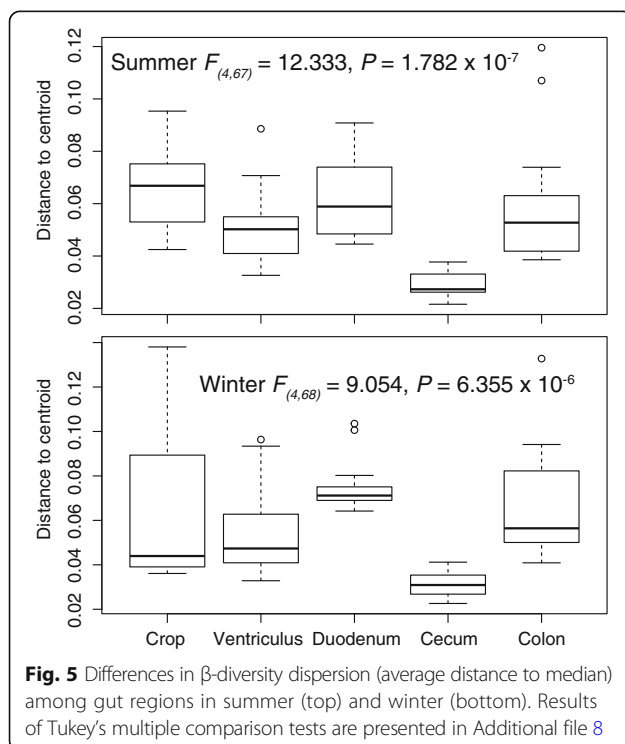 Summer F(4,67) = 12.333, P = 1.782 x 10-7
Distance to centroid
0.02 0.04 0.06 0.08 0.10 0.12
Winter F(4,68) = 9.054, P = 6.355 x 10-6
Distance to centroid
0.02 0.04 0.06 0.08 0.10 0.12
Crop Ventriculus Duodenum Cecum Colon
Fig. 5 Differences in β-diversity dispersion (average distance to median)
among gut regions in summer (top) and winter (bottom). Results
of Tukey's multiple comparison tests are presented in Additional file 8